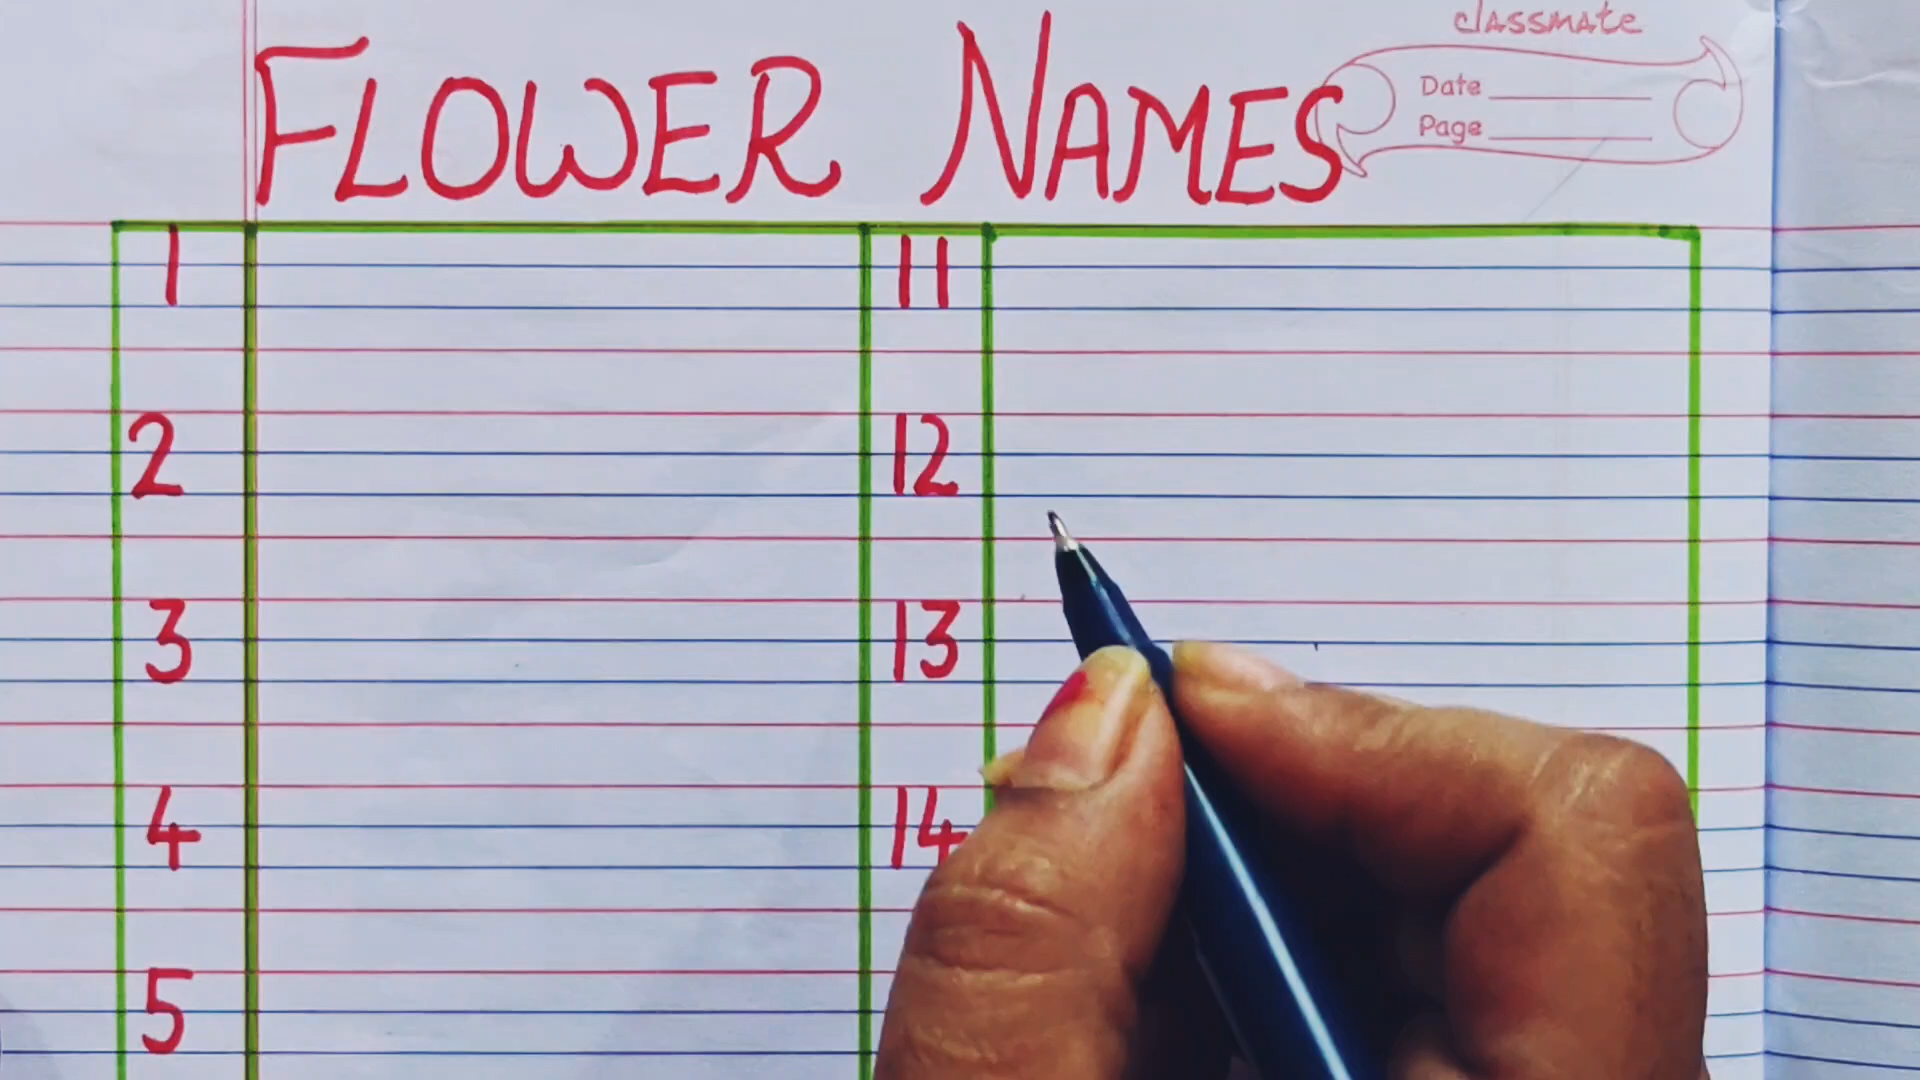 classmate
FLOWER NAMES
Date
Page
1 11
2 12
3 13
4 14
5